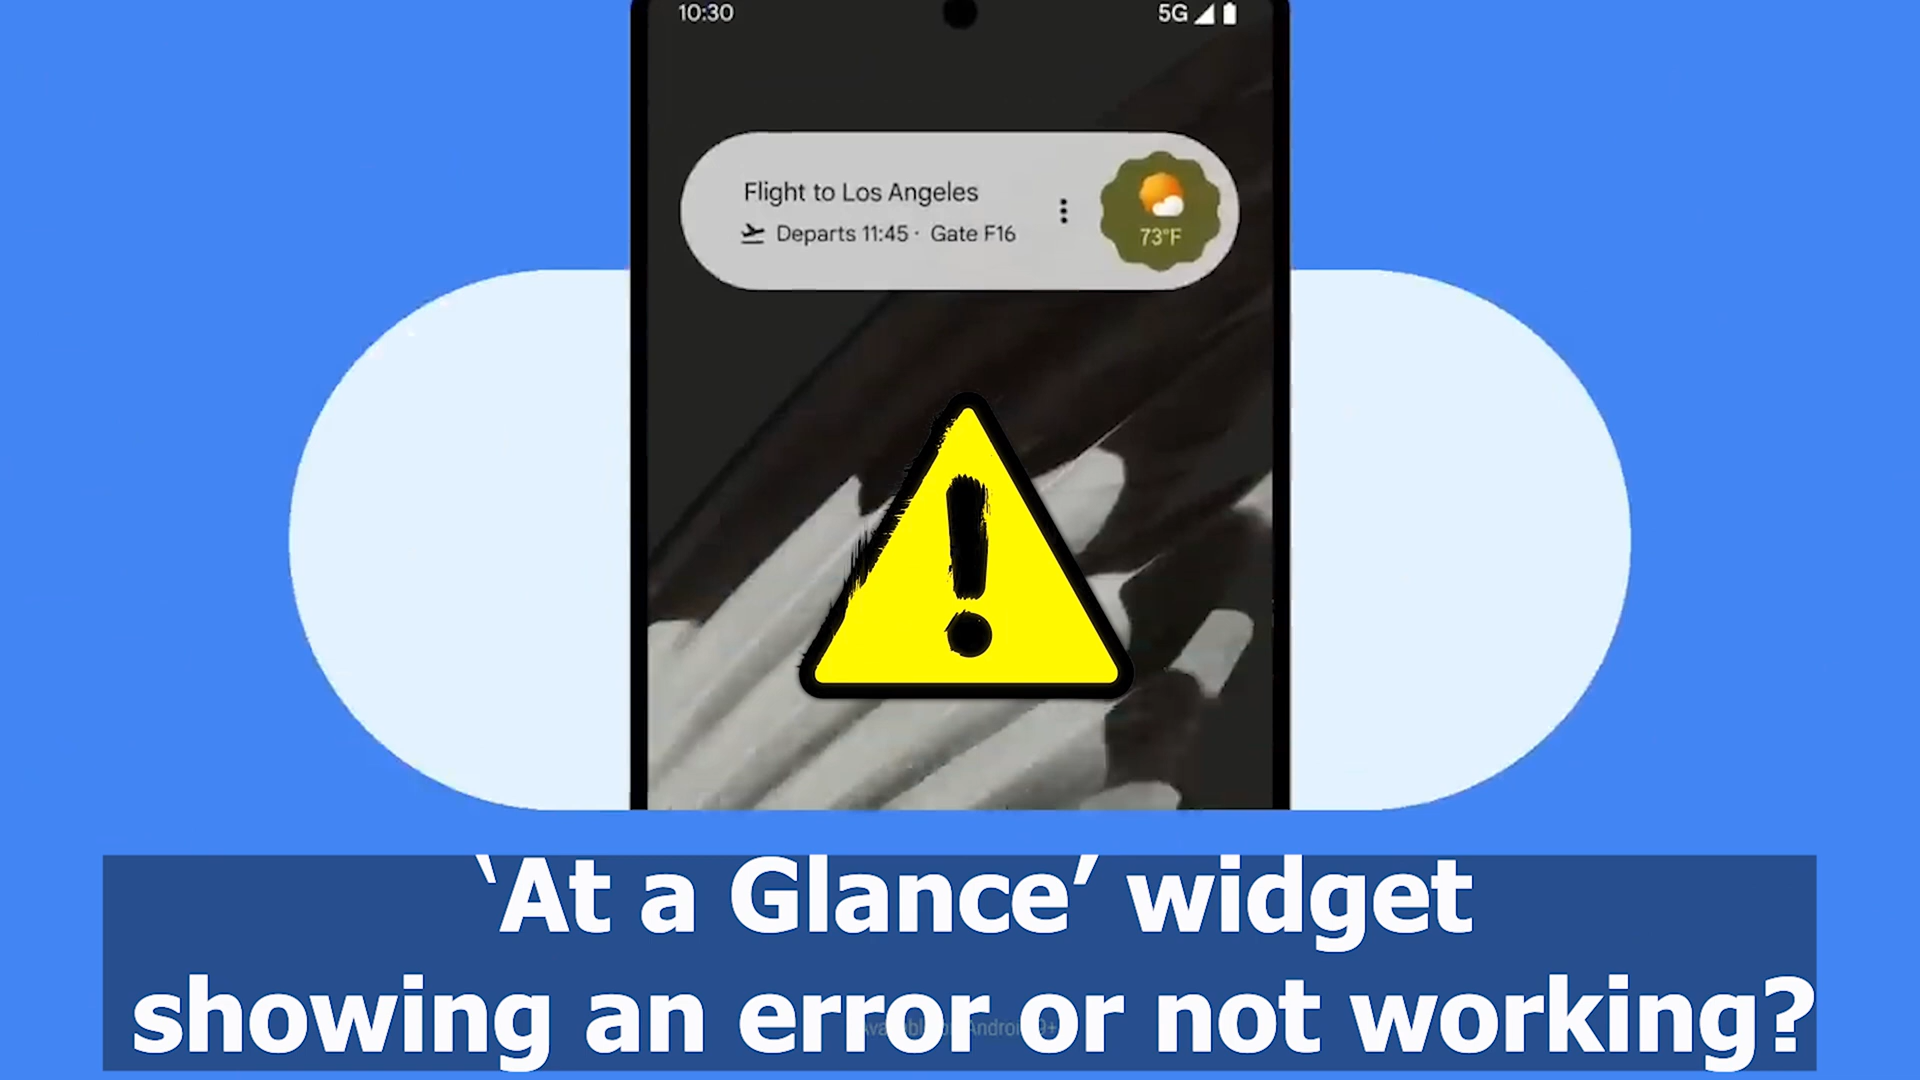 10:30
5G
Flight to Los Angeles
Departs 11:45 · Gate F16
73°F
‘At a Glance’ widget
showing an error or not working?